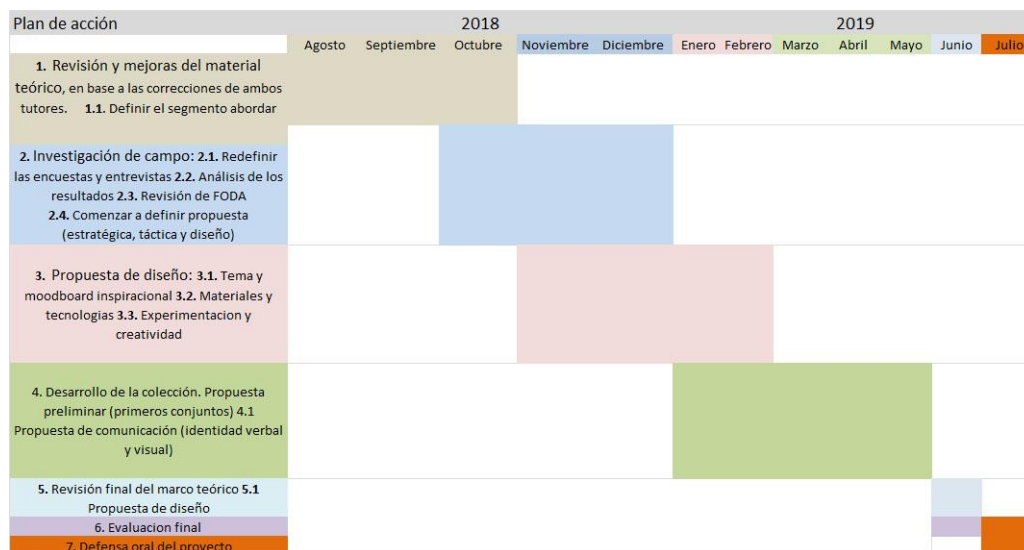 Plan de acción 2018 2019
Agosto Septiembre Octubre Noviembre Diciembre Enero Febrero Marzo Abril Mayo Junio Julio
1. Revisión y mejoras del material
teórico, en base a las correcciones de ambos
tutores. 1.1. Definir el segmento abordar
2. Investigación de campo: 2.1. Redefinir
las encuestas y entrevistas 2.2. Análisis de los
resultados 2.3. Revisión de FODA
2.4. Comenzar a definir propuesta
(estratégica, táctica y diseño)
3. Propuesta de diseño: 3.1. Tema y
moodboard inspiracional 3.2. Materiales y
tecnologias 3.3. Experimentacion y
creatividad
4. Desarrollo de la colección. Propuesta
preliminar (primeros conjuntos) 4.1
Propuesta de comunicación (identidad verbal
y visual)
5. Revisión final del marco teórico 5.1
Propuesta de diseño
6. Evaluacion final
7. Defensa oral del proyecto